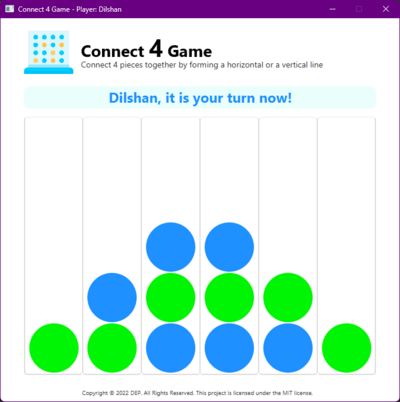 Connect 4 Game - Player: Dilshan
Connect 4 Game
Connect 4 pieces together by forming a horizontal or a vertical line
Dilshan, it is your turn now!
Copyright © 2022 DEP. All Rights Reserved. This project is licensed under the MIT license.